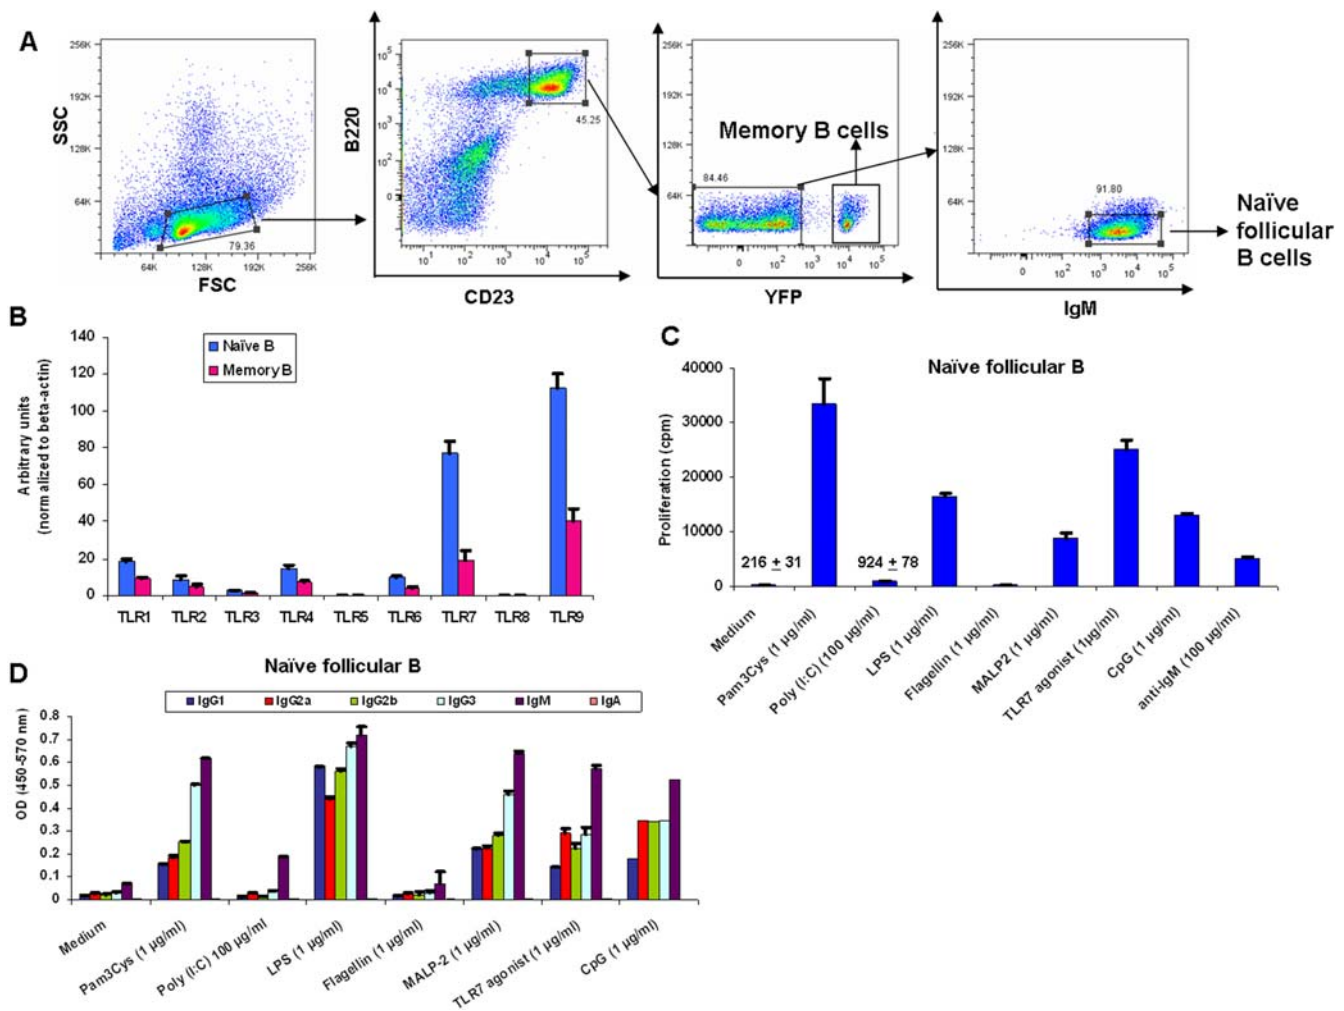 A
SSC
256K
192K
128K
64K
79.36
64K 128K 192K 256K
FSC
B220
10^5
10^4
10^3
10^2
0
45.25
10^1 10^2 10^3 10^4 10^5
CD23
256K
192K
128K
64K
Memory B cells
84.46
0 10^2 10^3 10^4 10^5
YFP
256K
192K
128K
64K
91.80
0 10^2 10^3 10^4 10^5
IgM
Naïve
follicular
B cells
B
Arbitrary units
(normalized to beta-actin)
140
120
100
80
60
40
20
0
Naïve B
Memory B
TLR1 TLR2 TLR3 TLR4 TLR5 TLR6 TLR7 TLR8 TLR9
C
Naïve follicular B
Proliferation (cpm)
40000
30000
20000
10000
0
216 ± 31
924 ± 78
Medium
Pam3Cys (1 µg/ml)
Poly (I:C) (100 µg/ml)
LPS (1 µg/ml)
Flagellin (1 µg/ml)
MALP2 (1 µg/ml)
TLR7 agonist (1µg/ml)
CpG (1 µg/ml)
anti-igM (100 µg/ml)
D
Naïve follicular B
IgG1 IgG2a IgG2b IgG3 IgM IgA
OD (450-570 nm)
0.8
0.7
0.6
0.5
0.4
0.3
0.2
0.1
0
Medium
Pam3Cys (1 µg/ml)
Poly (I:C) 100 µg/ml
LPS (1 µg/ml)
Flagellin (1 µg/ml)
MALP-2 (1 µg/ml)
TLR7 agonist (1 µg/ml)
CpG (1 µg/ml)